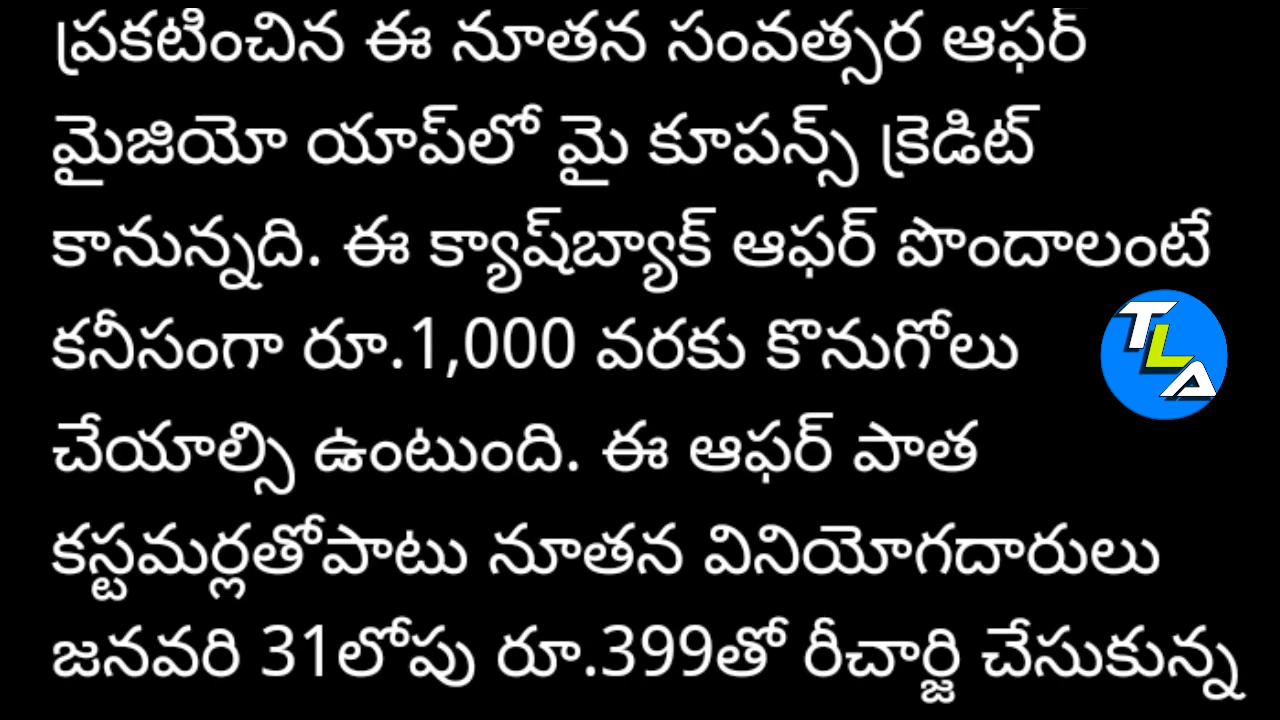 ప్రకటించిన ఈ నూతన సంవత్సర ఆఫర్
మైజియో యాప్‌లో మై కూపన్స్ క్రెడిట్
కానున్నది. ఈ క్యాష్‌బ్యాక్ ఆఫర్ పొందాలంటే
కనీసంగా రూ.1,000 వరకు కొనుగోలు
చేయాల్సి ఉంటుంది. ఈ ఆఫర్ పాత
కస్టమర్లతోపాటు నూతన వినియోగదారులు
జనవరి 31లోపు రూ.399తో రీచార్జి చేసుకున్న
TLA